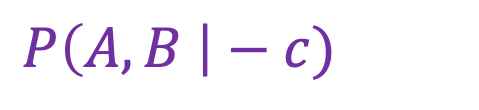 P(A, B | − c)